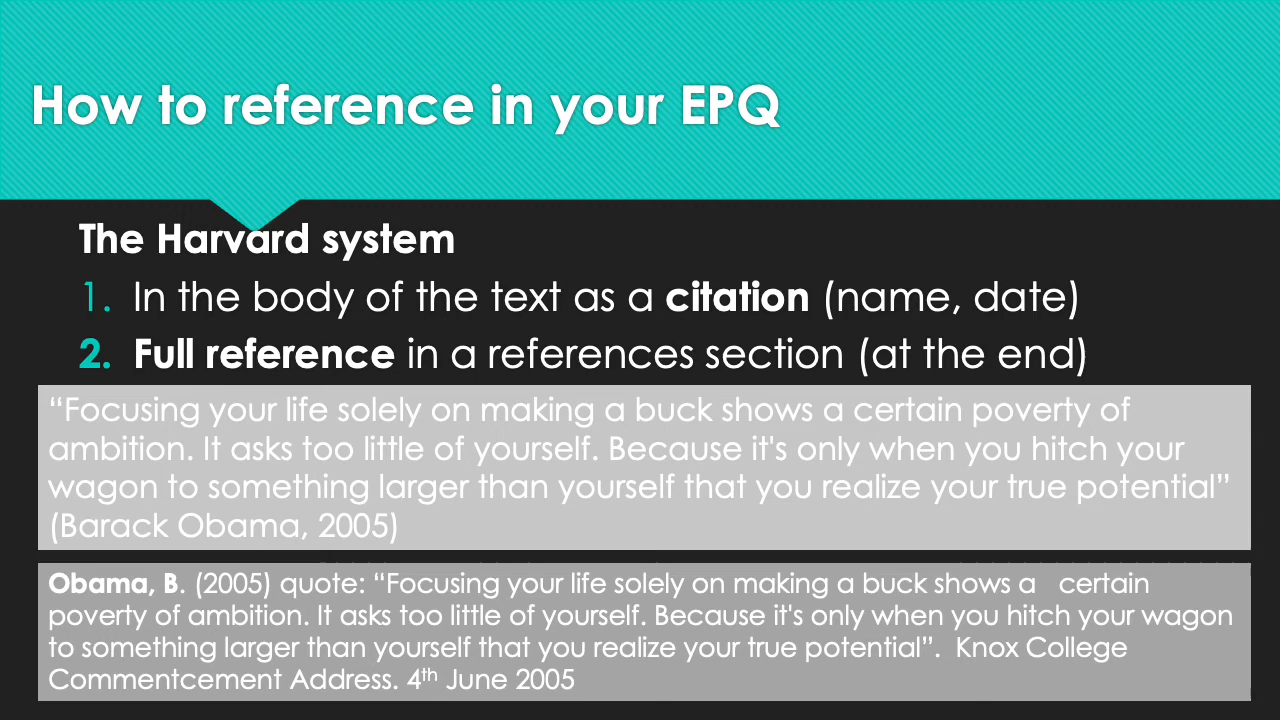 How to reference in your EPQ
The Harvard system
1. In the body of the text as a citation (name, date)
2. Full reference in a references section (at the end)
“Focusing your life solely on making a buck shows a certain poverty of
ambition. It asks too little of yourself. Because it's only when you hitch your
wagon to something larger than yourself that you realize your true potential”
(Barack Obama, 2005)
Obama, B. (2005) quote: “Focusing your life solely on making a buck shows a   certain
poverty of ambition. It asks too little of yourself. Because it's only when you hitch your wagon
to something larger than yourself that you realize your true potential”.  Knox College
Commentcement Address. 4th June 2005